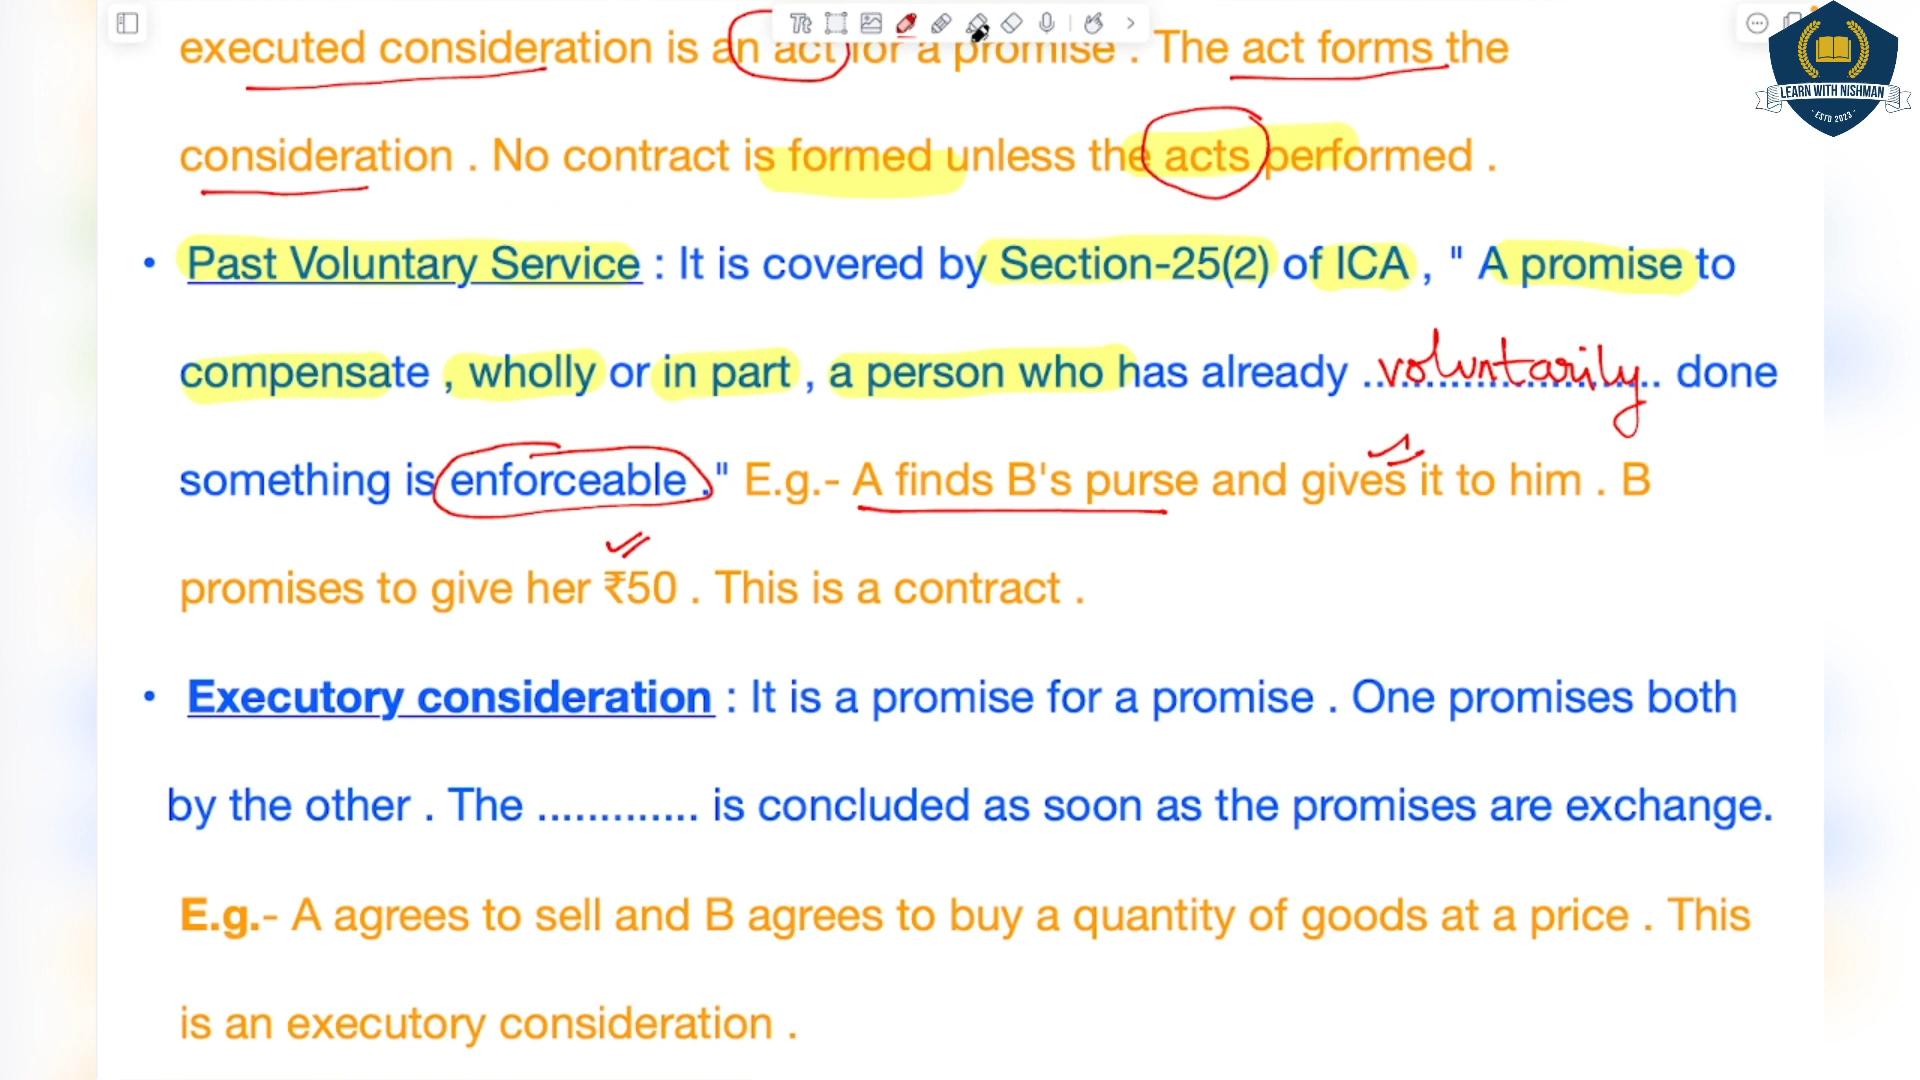 executed consideration is an act for a promise . The act forms the
consideration . No contract is formed unless the acts performed .
• Past Voluntary Service : It is covered by Section-25(2) of ICA , " A promise to
compensate , wholly or in part , a person who has already ..voluntarily.. done
something is enforceable ." E.g.- A finds B's purse and gives it to him . B
promises to give her ₹50 . This is a contract .
• Executory consideration : It is a promise for a promise . One promises both
by the other . The ............. is concluded as soon as the promises are exchange.
E.g.- A agrees to sell and B agrees to buy a quantity of goods at a price . This
is an executory consideration .
LEARN WITH NISHMAN
- ESTD 2023 -